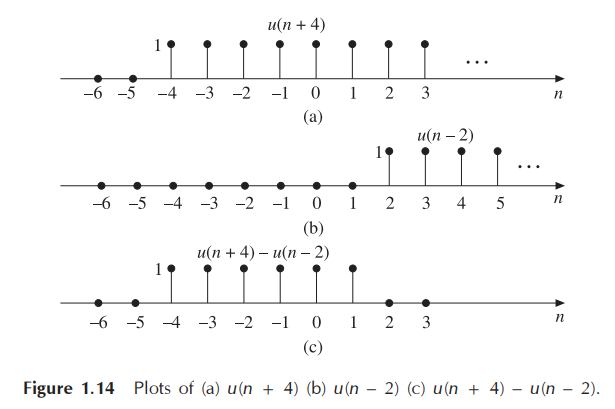 u(n + 4)
1
...
–6 –5 –4 –3 –2 –1 0 1 2 3 n
(a)
u(n – 2)
1
...
–6 –5 –4 –3 –2 –1 0 1 2 3 4 5 n
(b)
u(n + 4) – u(n – 2)
1
–6 –5 –4 –3 –2 –1 0 1 2 3 n
(c)
Figure 1.14 Plots of (a) u(n + 4) (b) u(n – 2) (c) u(n + 4) – u(n – 2).